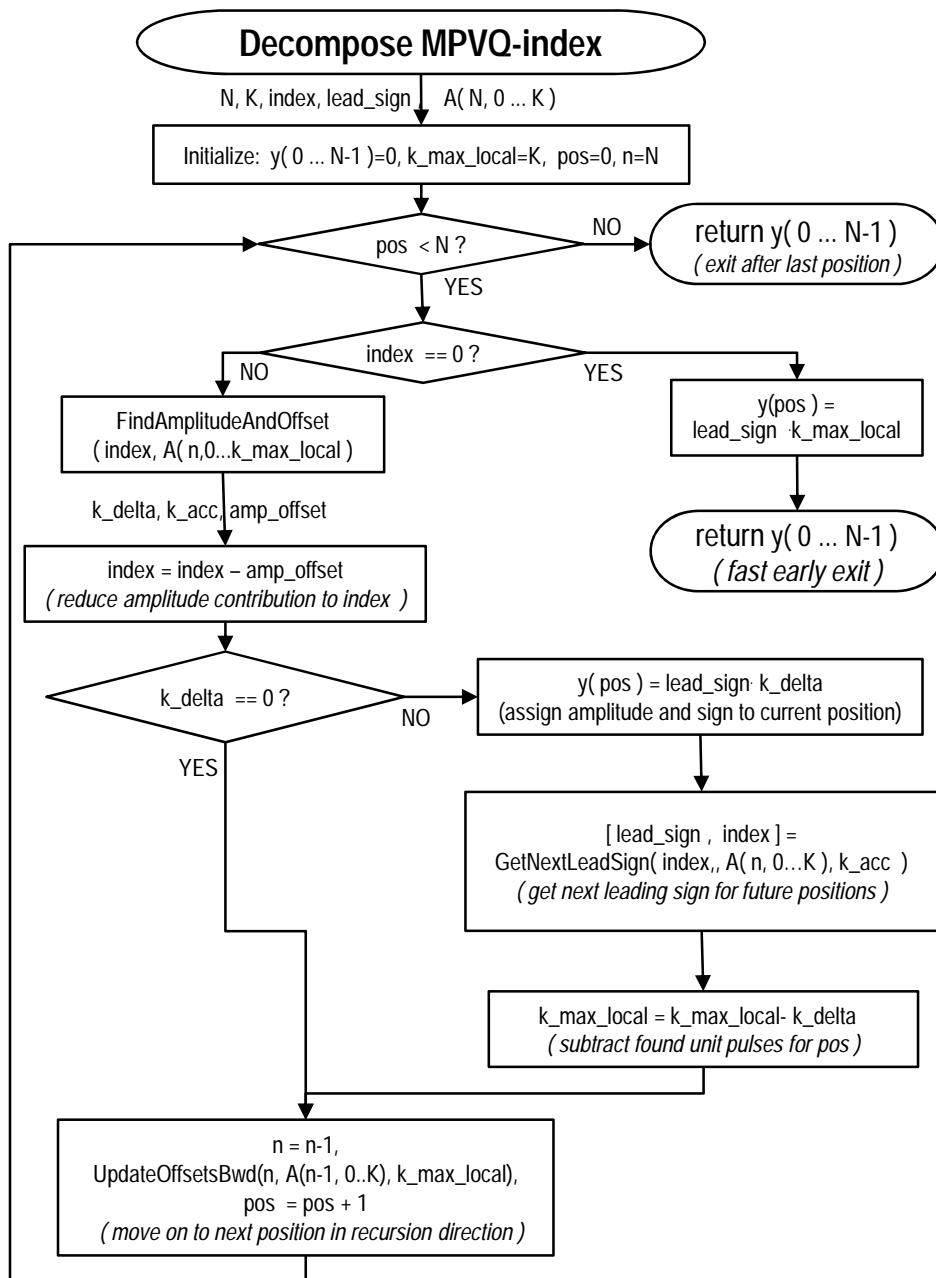 Decompose MPVQ-index
N, K, index, lead_sign , A( N, 0 ... K )
Initialize: y( 0 ... N-1 )=0, k_max_local=K, pos=0, n=N
pos < N ?
NO
return y( 0 ... N-1 )
( exit after last position )
YES
index == 0 ?
NO
YES
FindAmplitudeAndOffset
( index, A( n,0...k_max_local )
y(pos ) =
lead_sign · k_max_local
k_delta, k_acc, amp_offset
return y( 0 ... N-1 )
( fast early exit )
index = index – amp_offset
( reduce amplitude contribution to index )
k_delta == 0 ?
NO
YES
y( pos ) = lead_sign· k_delta
(assign amplitude and sign to current position)
[ lead_sign , index ] =
GetNextLeadSign( index,, A( n, 0...K ), k_acc )
( get next leading sign for future positions )
k_max_local = k_max_local- k_delta
( subtract found unit pulses for pos )
n = n-1,
UpdateOffsetsBwd(n, A(n-1, 0..K), k_max_local),
pos = pos + 1
( move on to next position in recursion direction )